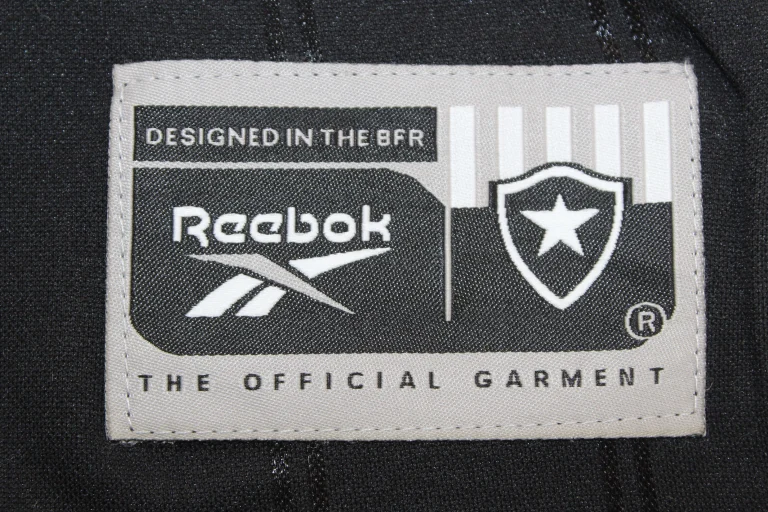 DESIGNED IN THE BFR
Reebok
®
THE OFFICIAL GARMENT